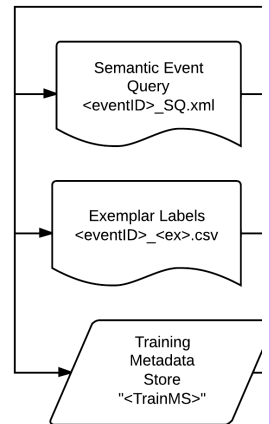 Semantic Event
Query
<eventID>_SQ.xml
Exemplar Labels
<eventID>_<ex>.csv
Training
Metadata
Store
"<TrainMS>"